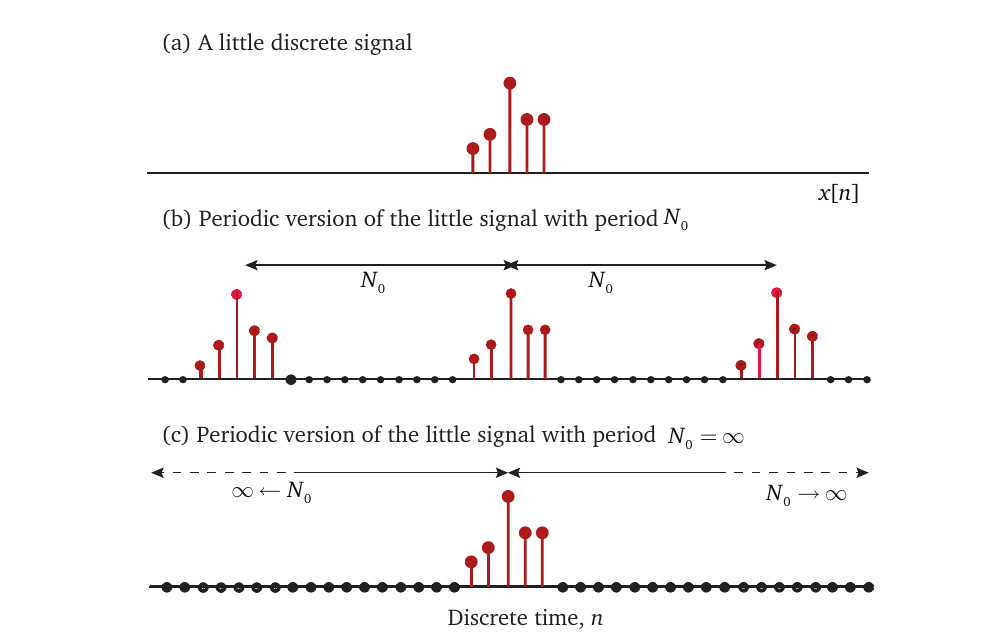 (a) A little discrete signal
x[n]
(b) Periodic version of the little signal with period N₀
N₀ N₀
(c) Periodic version of the little signal with period N₀ = ∞
∞ ← N₀ N₀ → ∞
Discrete time, n